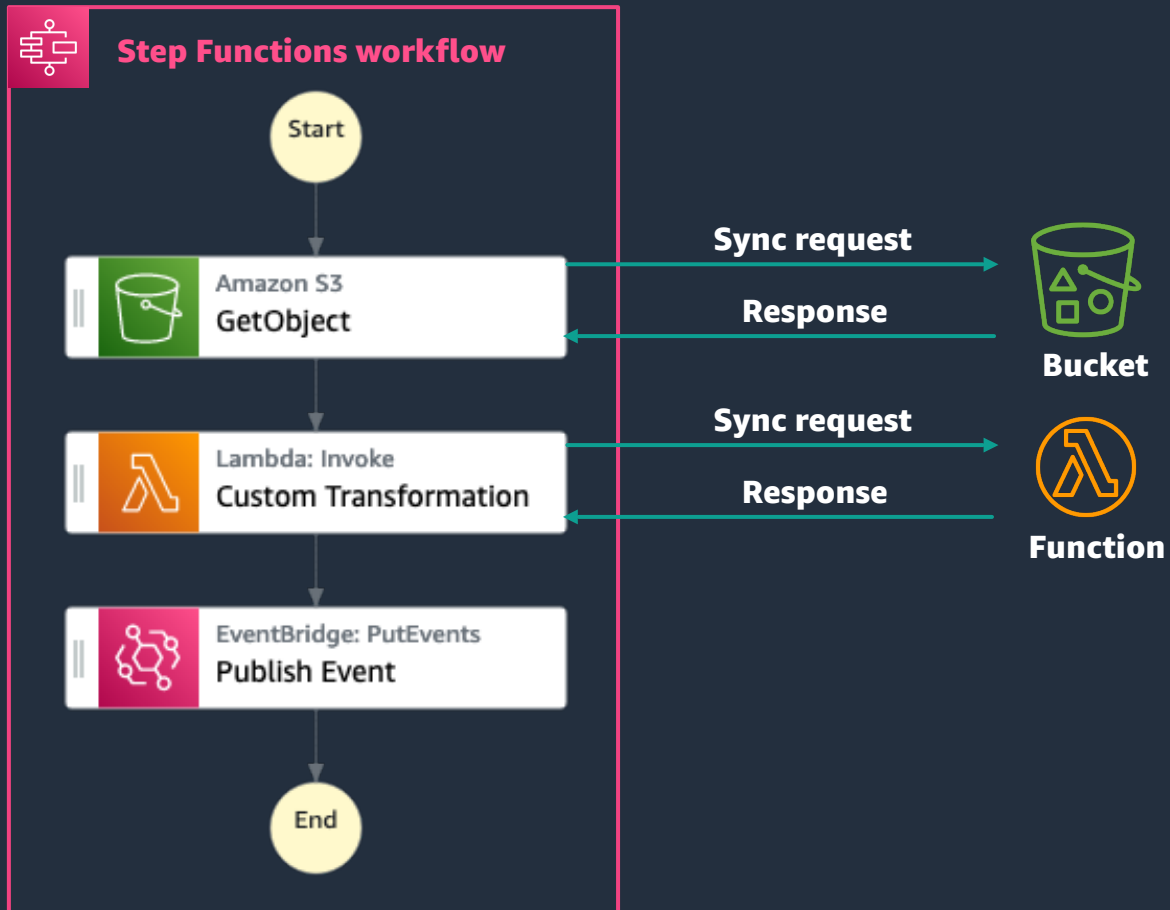 Step Functions workflow
Start
Sync request
Amazon S3
GetObject
Response
Bucket
Sync request
Lambda: Invoke
Custom Transformation
Response
Function
EventBridge: PutEvents
Publish Event
End